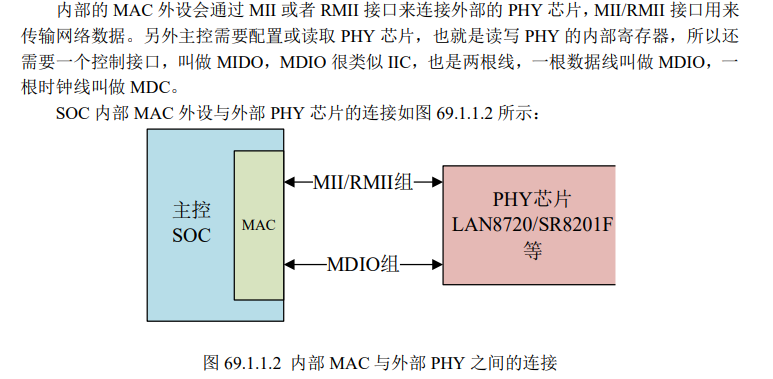 内部的 MAC 外设会通过 MII 或者 RMII 接口来连接外部的 PHY 芯片，MII/RMII 接口用来
传输网络数据。另外主控需要配置或读取 PHY 芯片，也就是读写 PHY 的内部寄存器，所以还
需要一个控制接口，叫做 MIDO，MDIO 很类似 IIC，也是两根线，一根数据线叫做 MDIO，一
根时钟线叫做 MDC。
SOC 内部 MAC 外设与外部 PHY 芯片的连接如图 69.1.1.2 所示：
主控
SOC
MAC
MII/RMII组
MDIO组
PHY芯片
LAN8720/SR8201F
等
图 69.1.1.2 内部 MAC 与外部 PHY 之间的连接